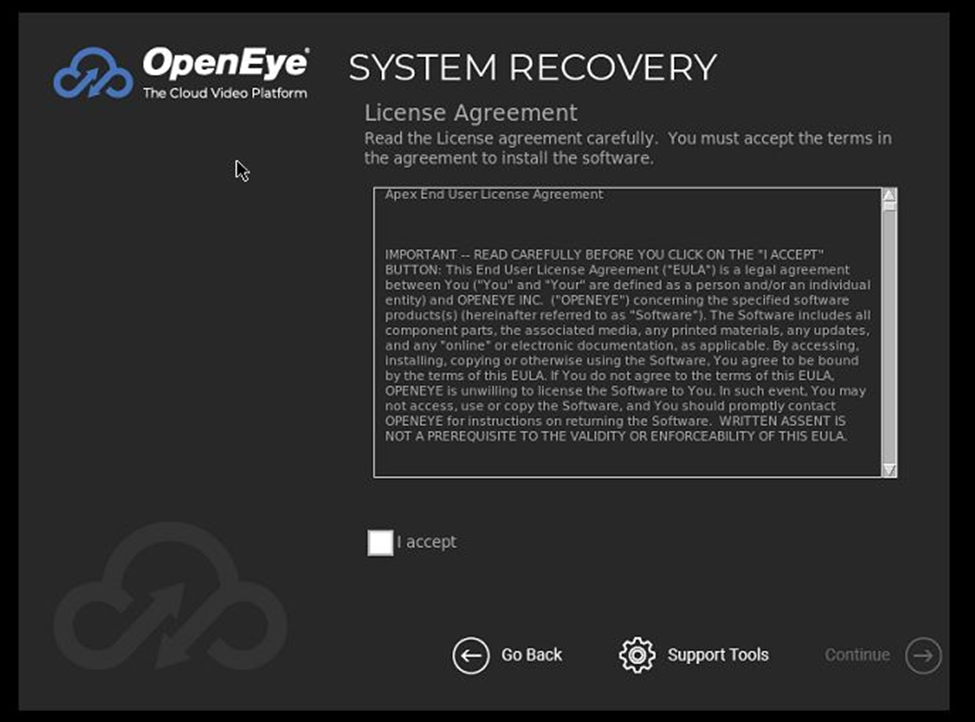 OpenEye®
The Cloud Video Platform
SYSTEM RECOVERY
License Agreement
Read the License agreement carefully.  You must accept the terms in
the agreement to install the software.
Apex End User License Agreement
IMPORTANT -- READ CAREFULLY BEFORE YOU CLICK ON THE "I ACCEPT"
BUTTON: This End User License Agreement ("EULA") is a legal agreement
between You ("You" and "Your" are defined as a person and/or an individual
entity) and OPENEYE INC.  ("OPENEYE") concerning the specified software
products(s) (hereinafter referred to as "Software"). The Software includes all
component parts, the associated media, any printed materials, any updates,
and any "online" or electronic documentation, as applicable. By accessing,
installing, copying or otherwise using the Software, You agree to be bound
by the terms of this EULA. If You do not agree to the terms of this EULA,
OPENEYE is unwilling to license the Software to You. In such event, You may
not access, use or copy the Software, and You should promptly contact
OPENEYE for instructions on returning the Software.  WRITTEN ASSENT IS
NOT A PREREQUISITE TO THE VALIDITY OR ENFORCEABILITY OF THIS EULA.
I accept
Go Back
Support Tools
Continue